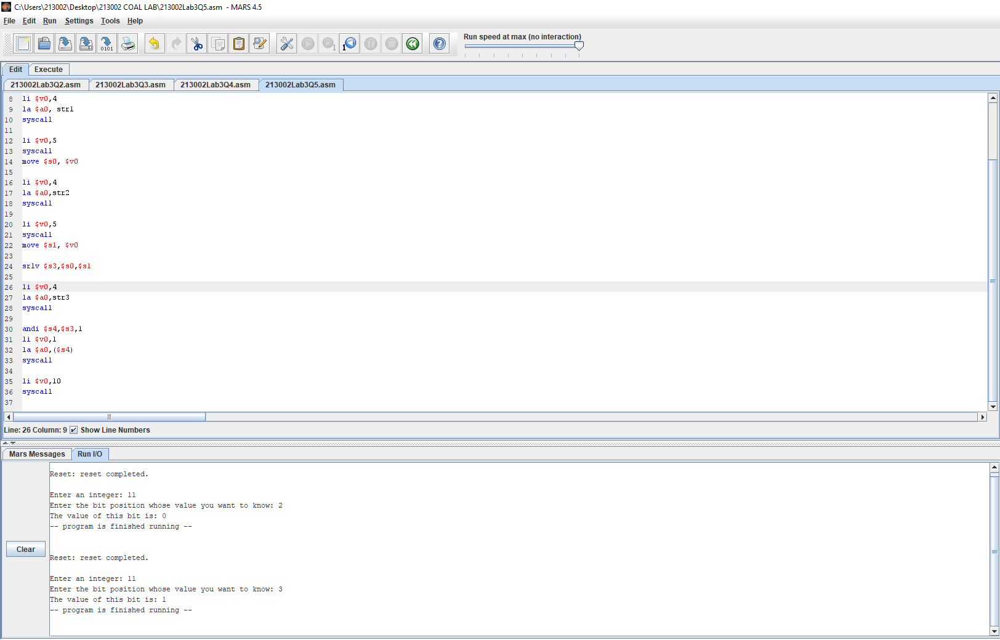 C:\Users\213002\Desktop\213002 COAL LAB\213002Lab3Q5.asm - MARS 4.5
File Edit Run Settings Tools Help
Run speed at max (no interaction)
0101
1
1
Edit Execute
213002Lab3Q2.asm 213002Lab3Q3.asm 213002Lab3Q4.asm 213002Lab3Q5.asm
8 li $v0,4
9 la $a0, str1
10 syscall
11
12 li $v0,5
13 syscall
14 move $s0, $v0
15
16 li $v0,4
17 la $a0,str2
18 syscall
19
20 li $v0,5
21 syscall
22 move $s1, $v0
23
24 srlv $s3,$s0,$s1
25
26 li $v0,4
27 la $a0,str3
28 syscall
29
30 andi $s4,$s3,1
31 li $v0,1
32 la $a0,($s4)
33 syscall
34
35 li $v0,10
36 syscall
37
Line: 26 Column: 9 Show Line Numbers
Mars Messages Run I/O
Reset: reset completed.
Enter an integer: 11
Enter the bit position whose value you want to know: 2
The value of this bit is: 0
-- program is finished running --
Clear
Reset: reset completed.
Enter an integer: 11
Enter the bit position whose value you want to know: 3
The value of this bit is: 1
-- program is finished running --